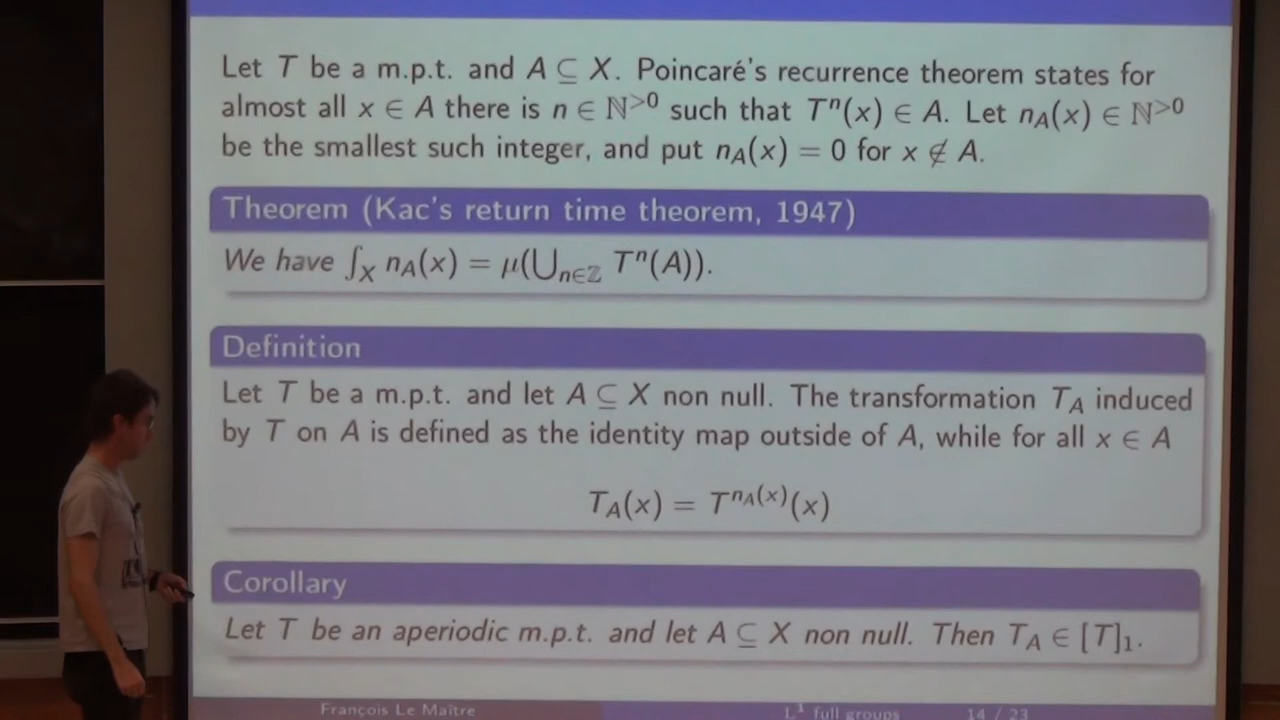 Let T be a m.p.t. and A ⊆ X. Poincaré's recurrence theorem states for
almost all x ∈ A there is n ∈ ℕ^{>0} such that T^n(x) ∈ A. Let n_A(x) ∈ ℕ^{>0}
be the smallest such integer, and put n_A(x) = 0 for x ∉ A.
Theorem (Kac's return time theorem, 1947)
We have ∫_X n_A(x) = μ(⋃_{n∈ℤ} T^n(A)).
Definition
Let T be a m.p.t. and let A ⊆ X non null. The transformation T_A induced
by T on A is defined as the identity map outside of A, while for all x ∈ A
T_A(x) = T^{n_A(x)}(x)
Corollary
Let T be an aperiodic m.p.t. and let A ⊆ X non null. Then T_A ∈ [T]_1.
François Le Maître L^1 full groups 14 / 23